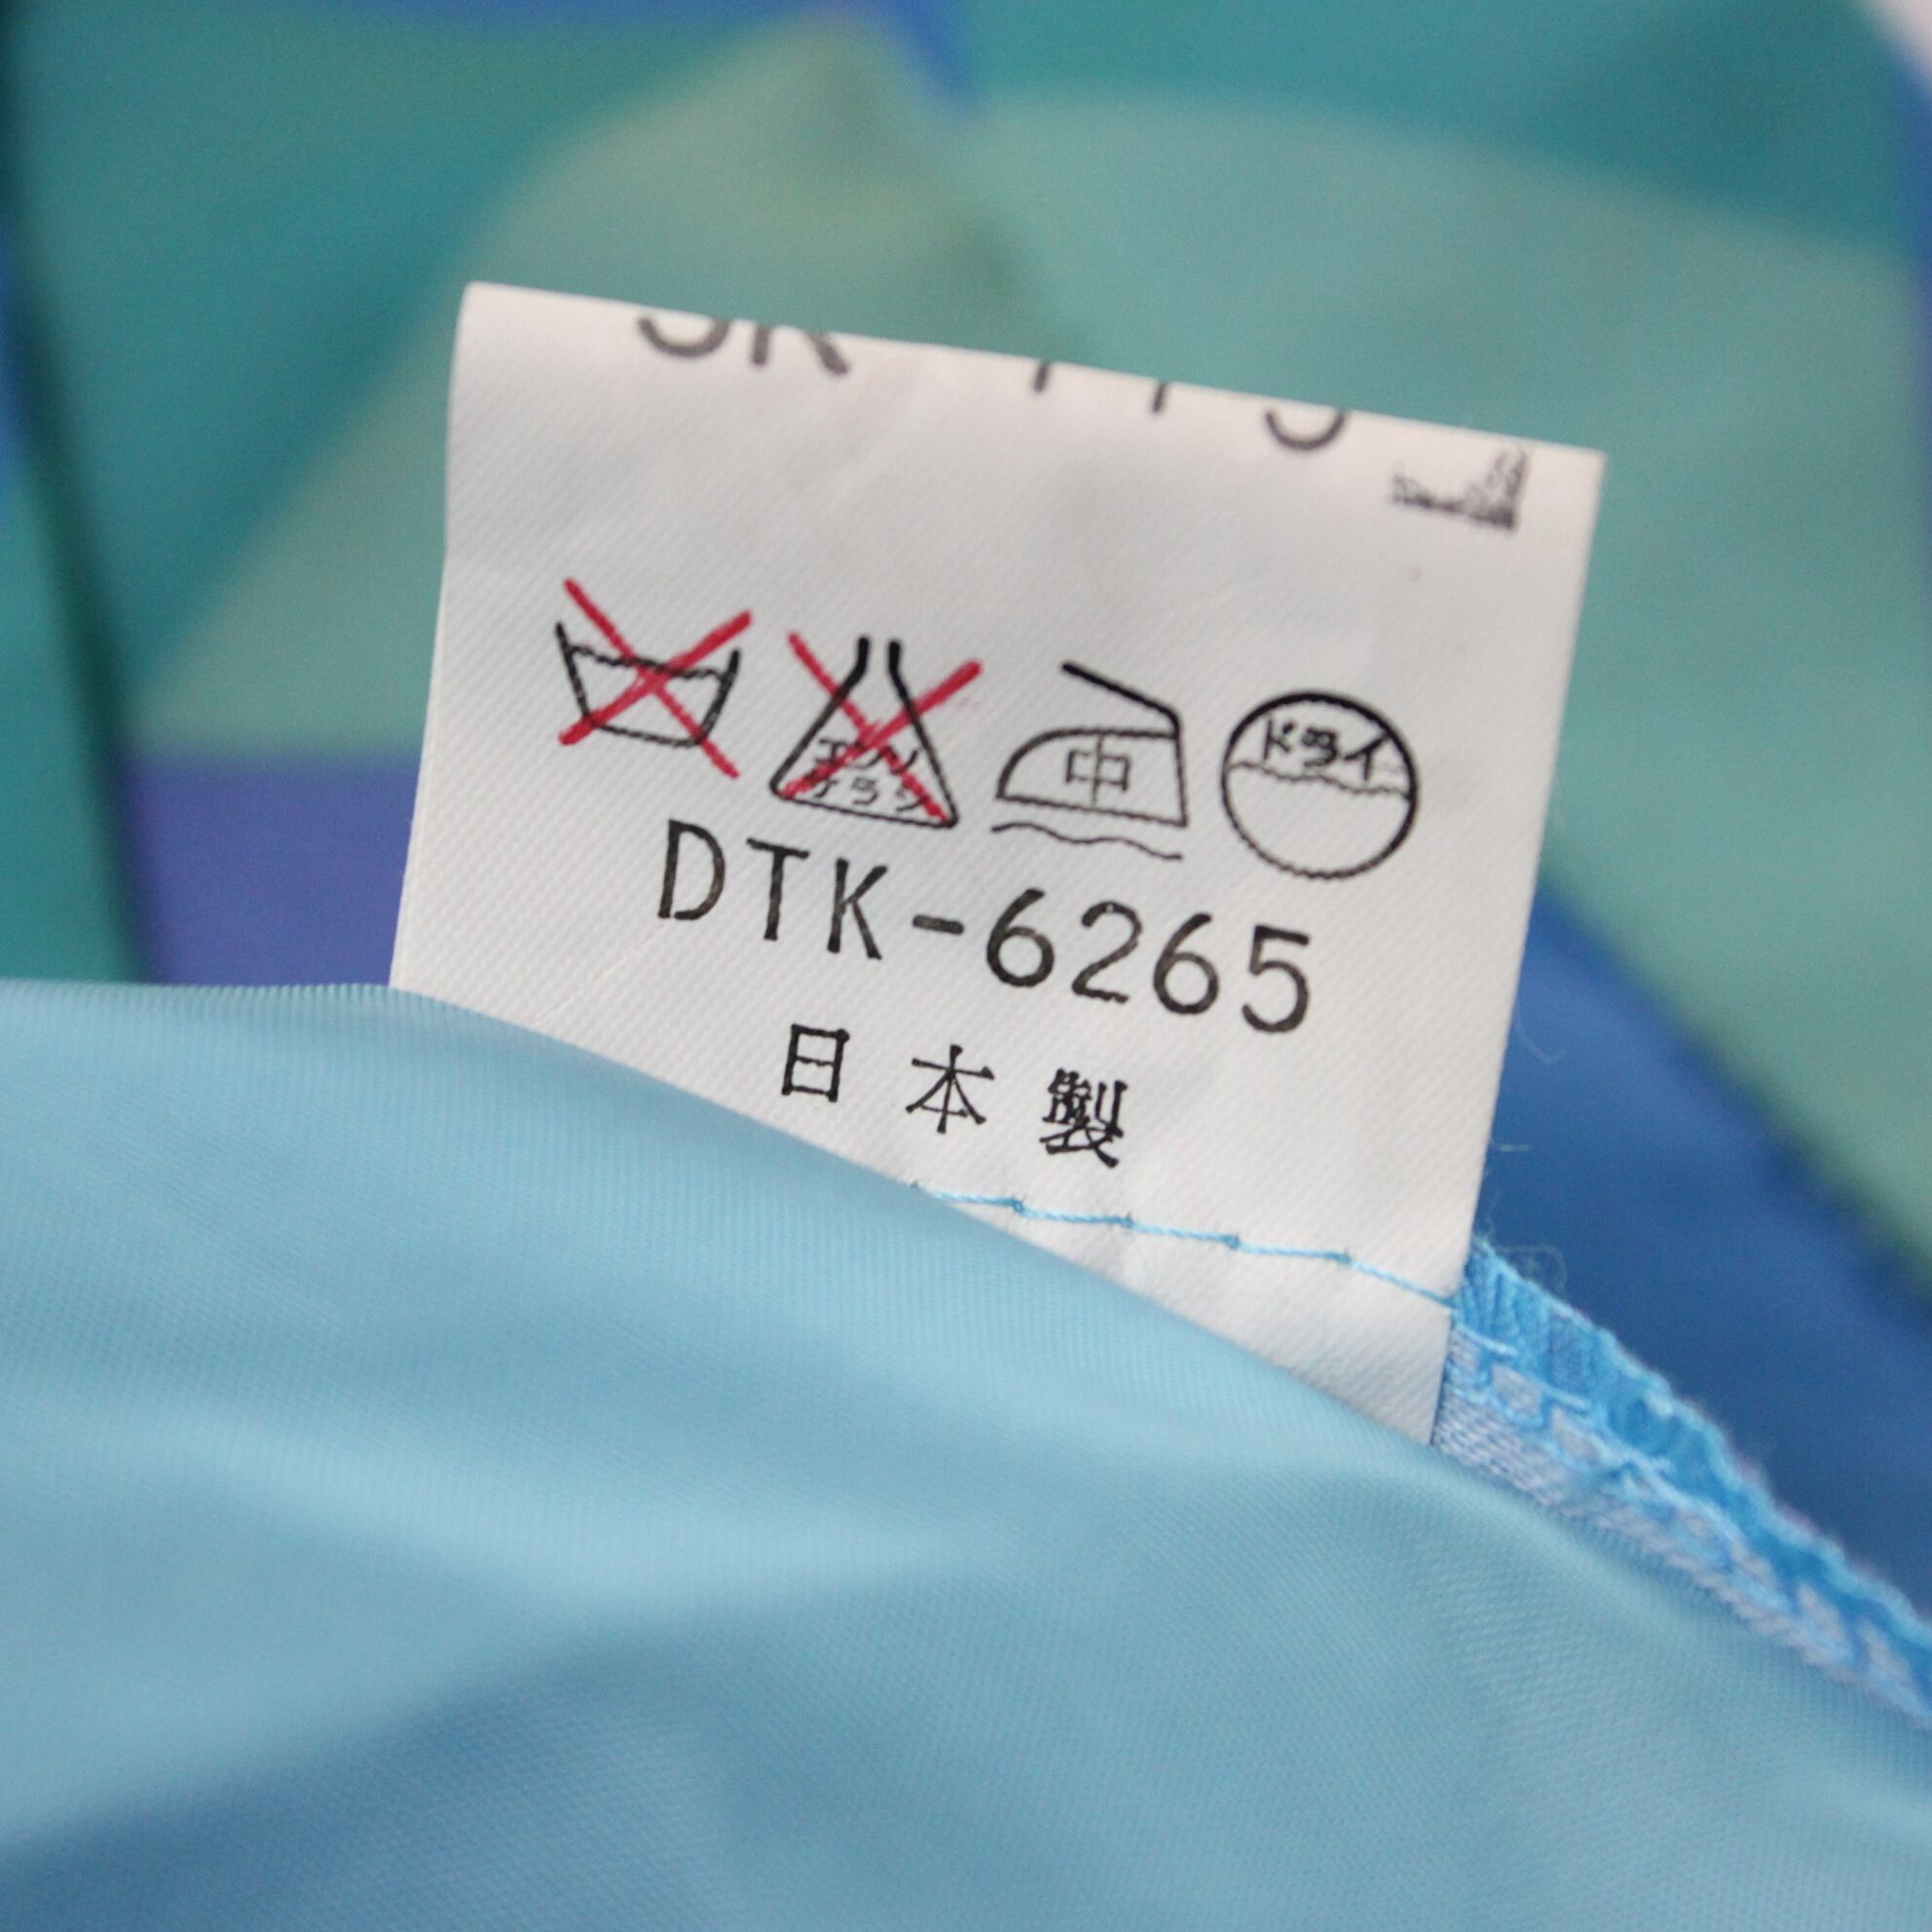 エンソ
サラシ
中
ドライ
DTK-6265
日本製